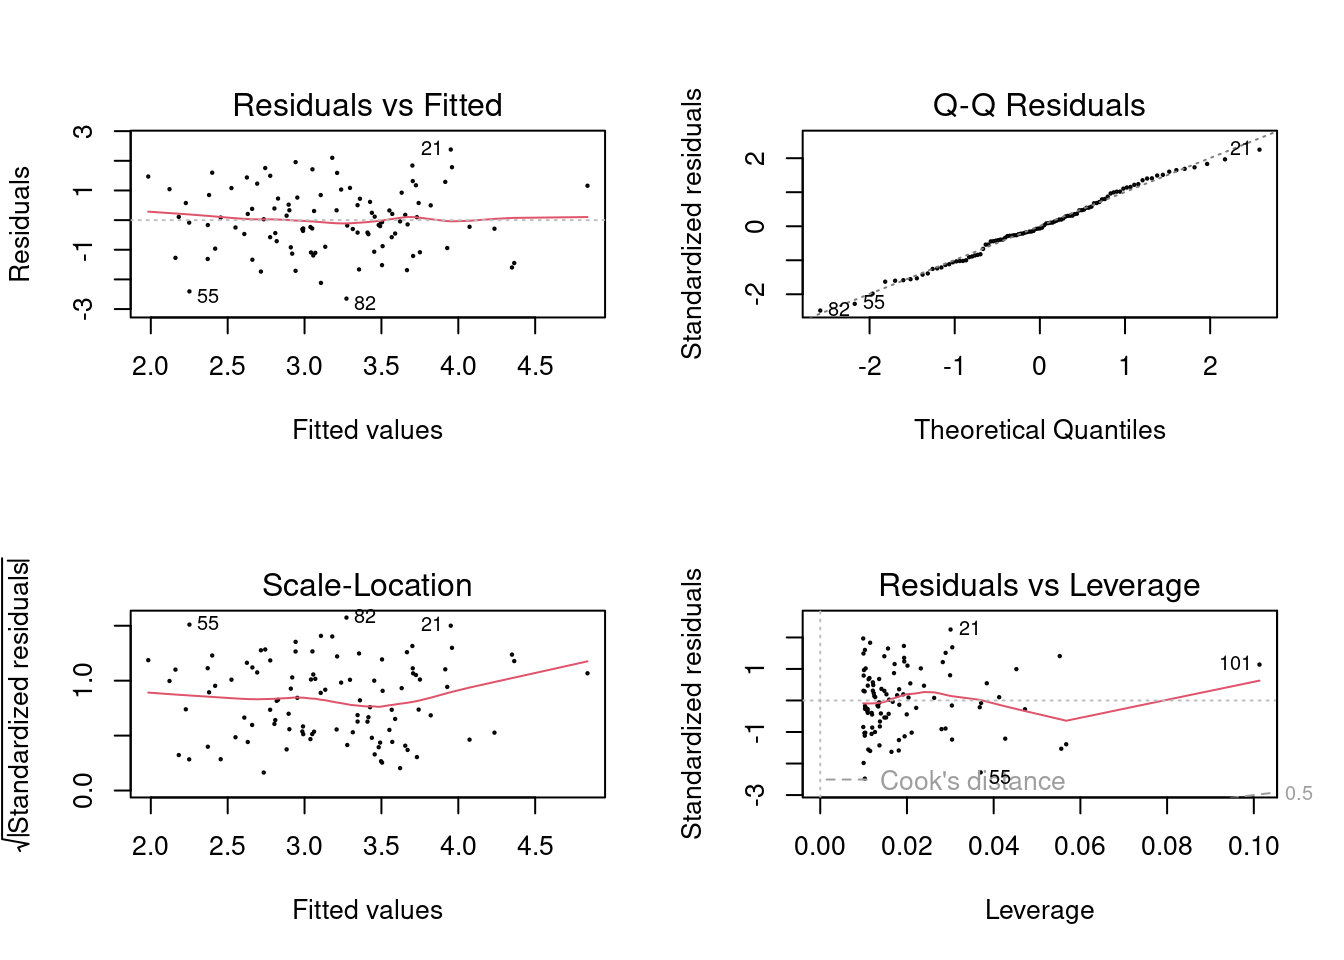 Residuals vs Fitted
Residuals
3
1
-1
-3
21
55
82
2.0 2.5 3.0 3.5 4.0 4.5
Fitted values
Q-Q Residuals
Standardized residuals
2
0
-2
21
82
55
-2 -1 0 1 2
Theoretical Quantiles
Scale-Location
√|Standardized residuals|
1.0
0.0
55
82
21
2.0 2.5 3.0 3.5 4.0 4.5
Fitted values
Residuals vs Leverage
Standardized residuals
1
-1
-3
21
101
55
Cook's distance
0.5
0.00 0.02 0.04 0.06 0.08 0.10
Leverage